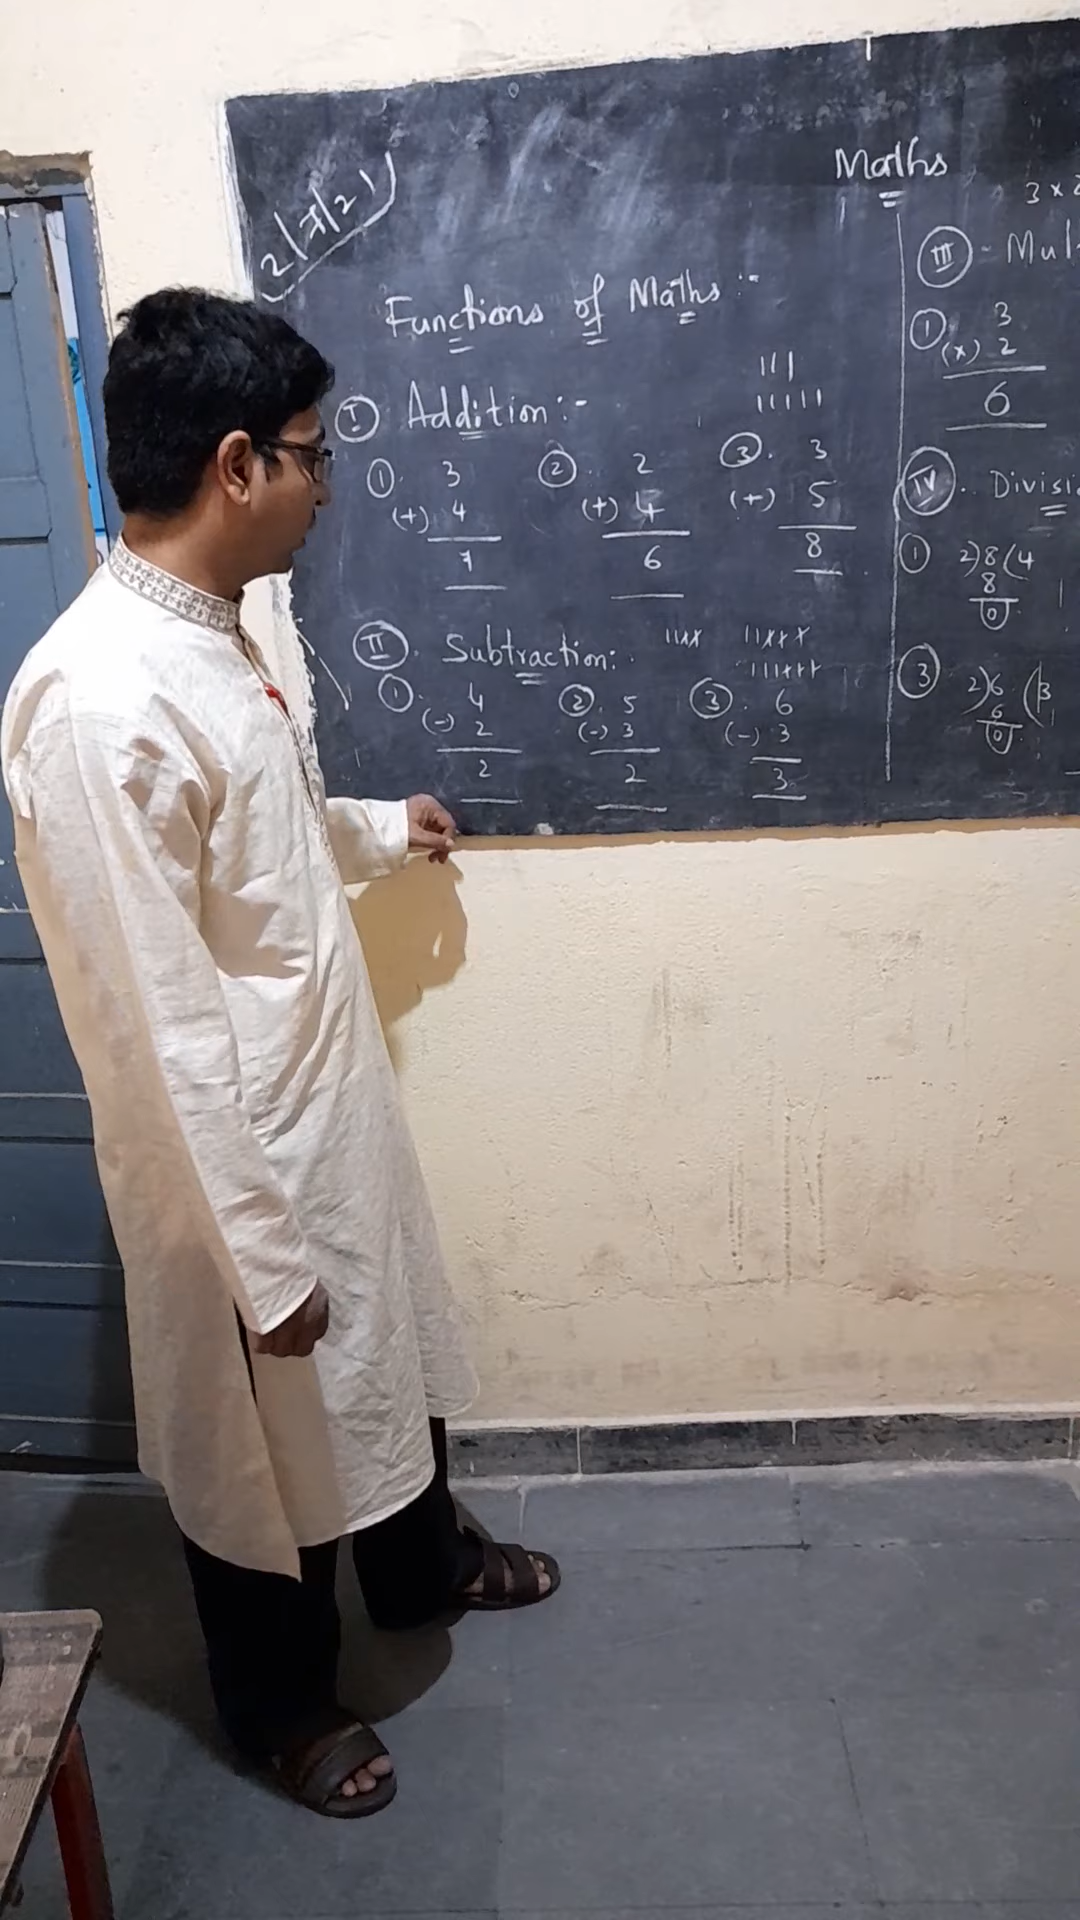 2/7/21
Maths
Functions of Maths :-
I Addition :-
1. 3 2. 2 3. 3
(+) 4 (+) 4 (+) 5
7 6 8
II. Subtraction :
1. 4 2. 5 3. 6
(-) 2 (-) 3 (-) 3
2 2 3
3 x
III - Mul
1. 3
(x) 2
6
IV. Divisi
1 2)8(4
8
0
3 2)6(3
6
0